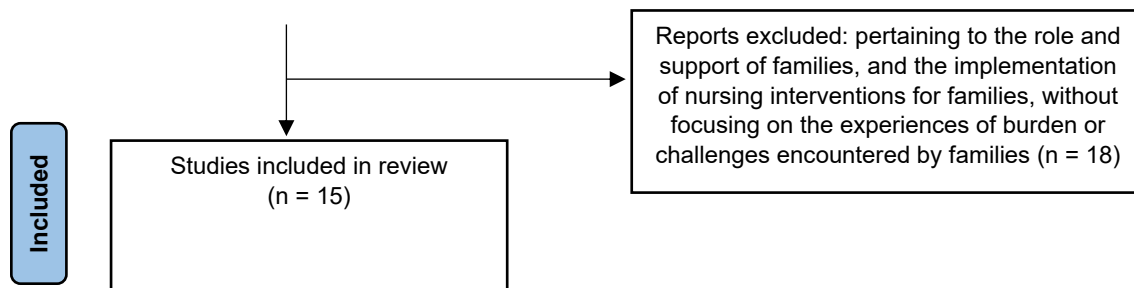 Reports excluded: pertaining to the role and
support of families, and the implementation
of nursing interventions for families, without
focusing on the experiences of burden or
challenges encountered by families (n = 18)
Included
Studies included in review
(n = 15)